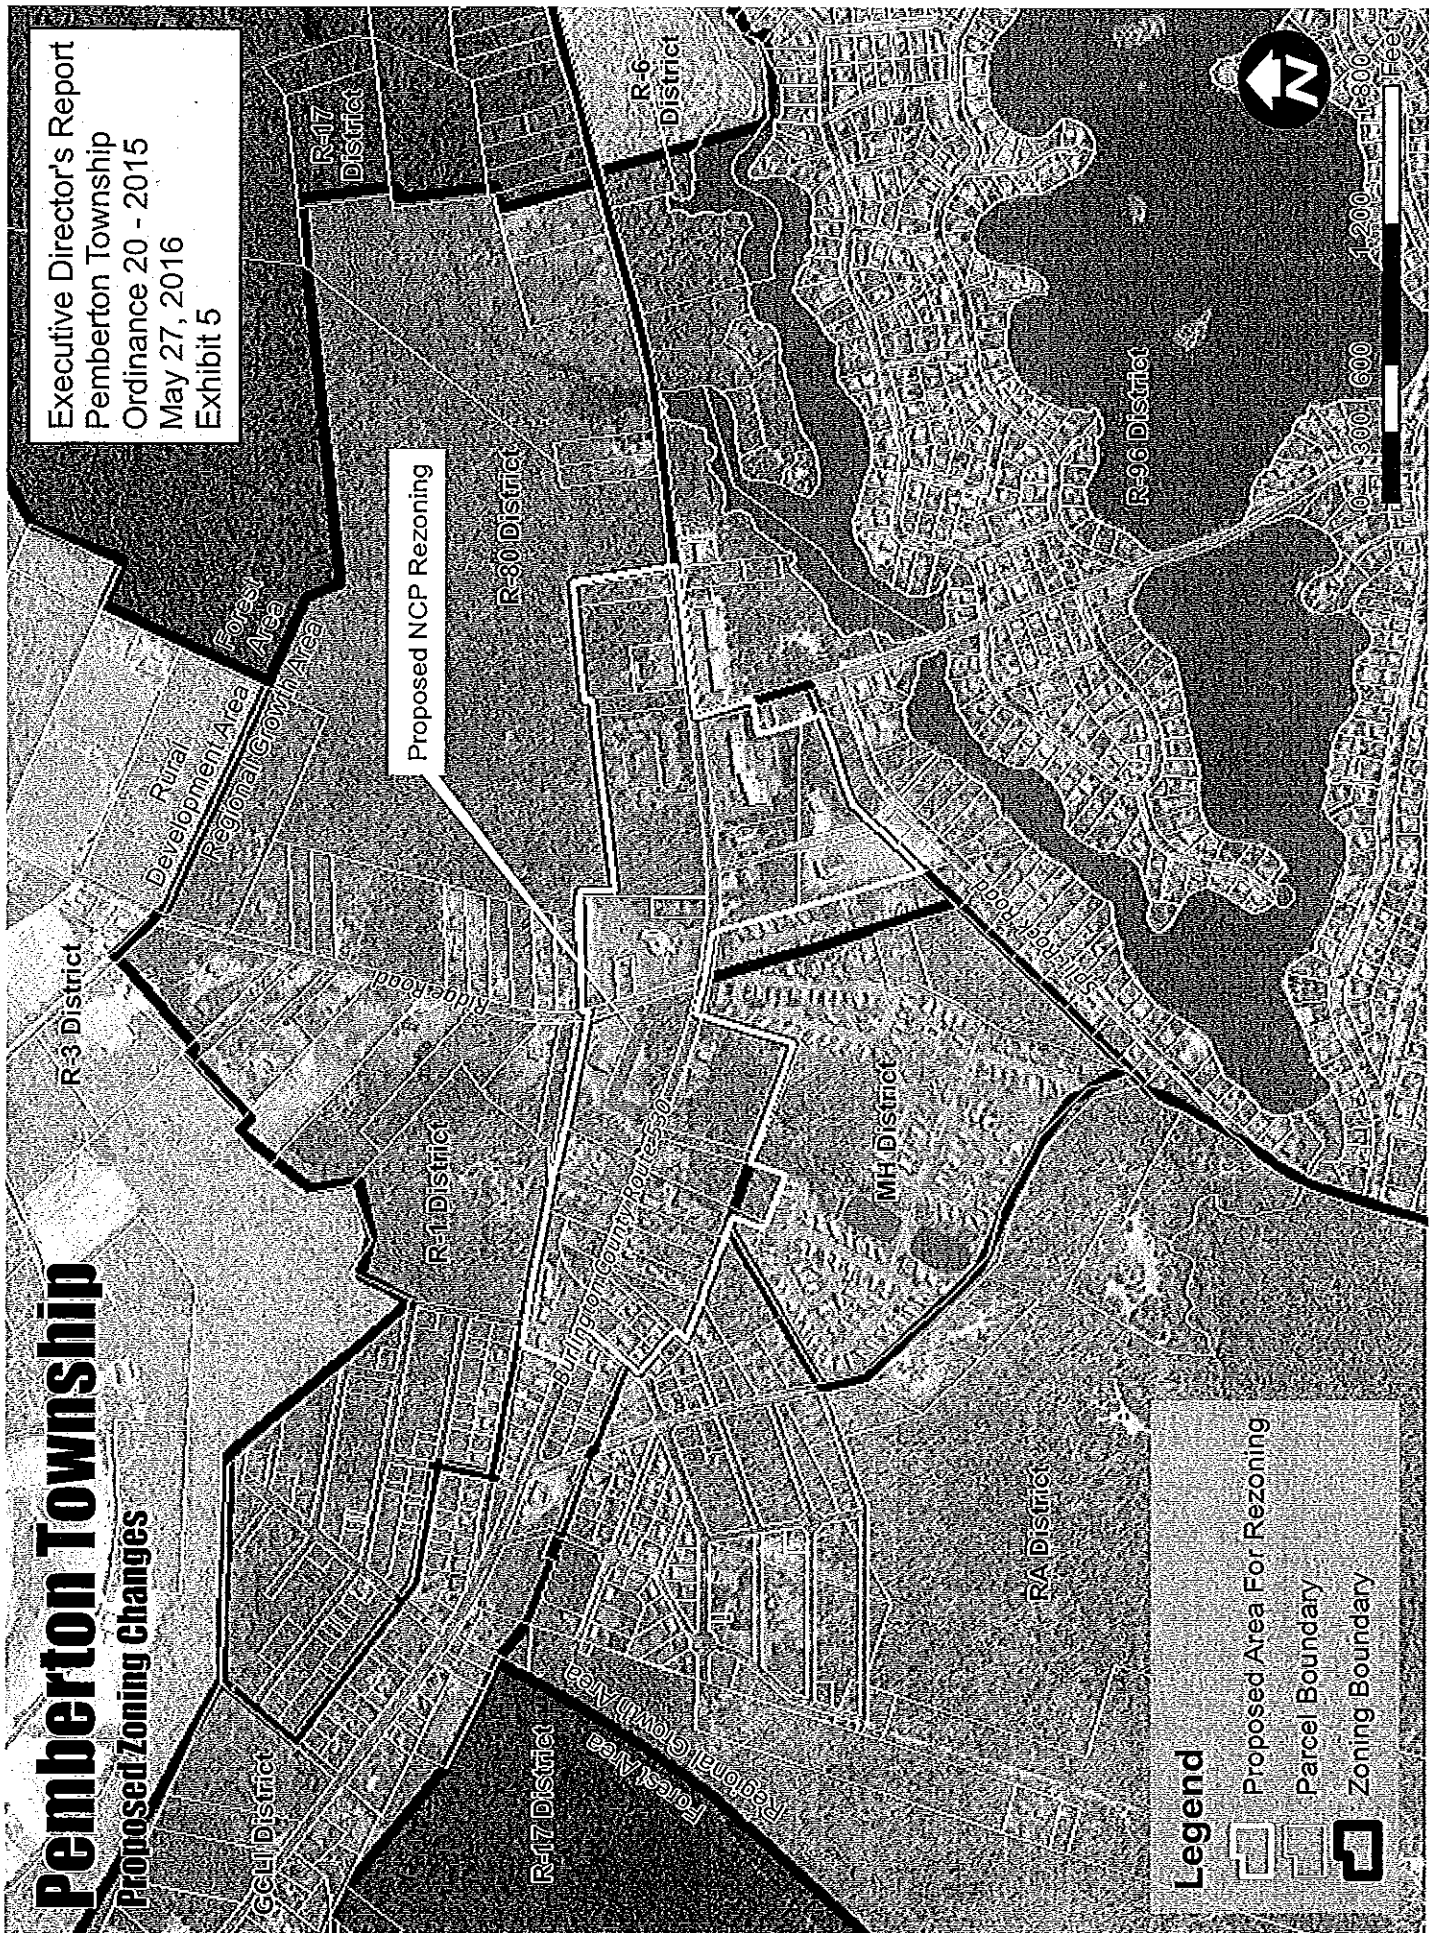 Pemberton Township
Proposed Zoning Changes
Executive Director's Report
Pemberton Township
Ordinance 20 - 2015
May 27, 2016
Exhibit 5
R-3 District
Rural
Development Area
Forest
Area
Regional Growth Area
R-17
District
R-6
District
Proposed NCP Rezoning
R-80 District
Ridge Road
R-1 District
GCLI District
Burlington County Route 530
MH District
Split Rock Road
R-96 District
R-17 District
Forest Area
Regional Growth Area
RA District
Legend
Proposed Area For Rezoning
Parcel Boundary
Zoning Boundary
N
0 300 600 1,200 1,800
Feet